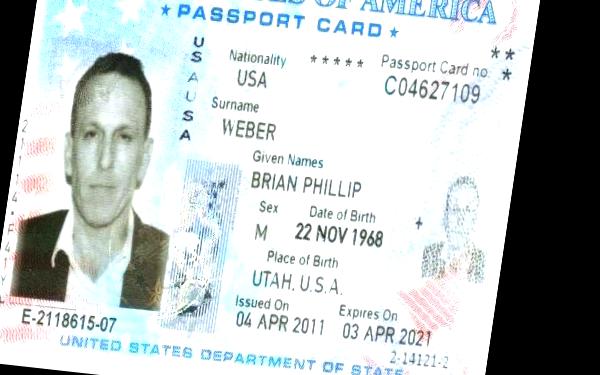 OF AMERICA
★PASSPORT CARD★
USA
USA
Nationality ***** Passport Card no. ***
USA C04627109
Surname
WEBER
Given Names
BRIAN PHILLIP
Sex Date of Birth
M 22 NOV 1968
Place of Birth
UTAH, U.S.A.
Issued On Expires On
04 APR 2011 03 APR 2021
E-2118615-07
2-14121-2
UNITED STATES DEPARTMENT OF STATE